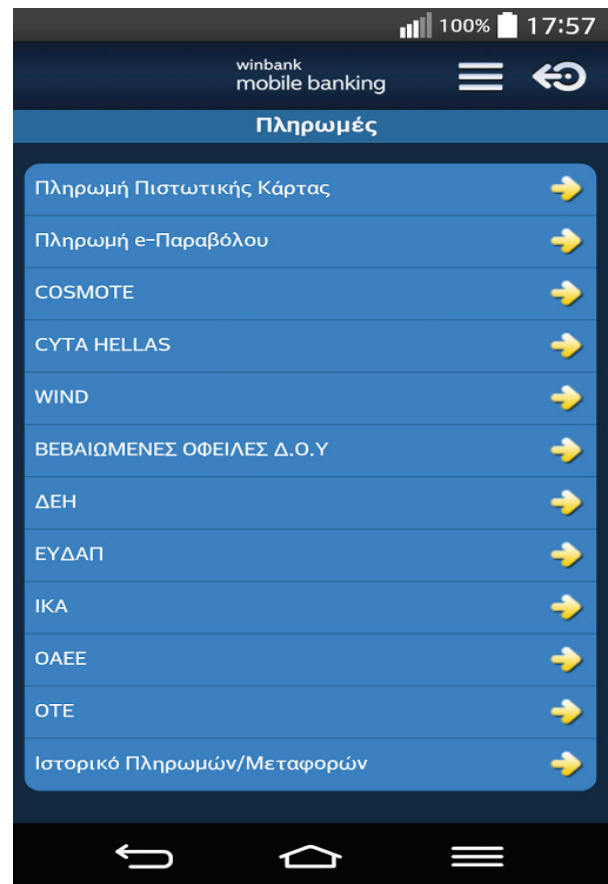 100% 17:57
winbank
mobile banking
Πληρωμές
Πληρωμή Πιστωτικής Κάρτας
Πληρωμή e-Παραβόλου
COSMOTE
CYTA HELLAS
WIND
ΒΕΒΑΙΩΜΕΝΕΣ ΟΦΕΙΛΕΣ Δ.Ο.Υ
ΔΕΗ
ΕΥΔΑΠ
ΙΚΑ
ΟΑΕΕ
ΟΤΕ
Ιστορικό Πληρωμών/Μεταφορών